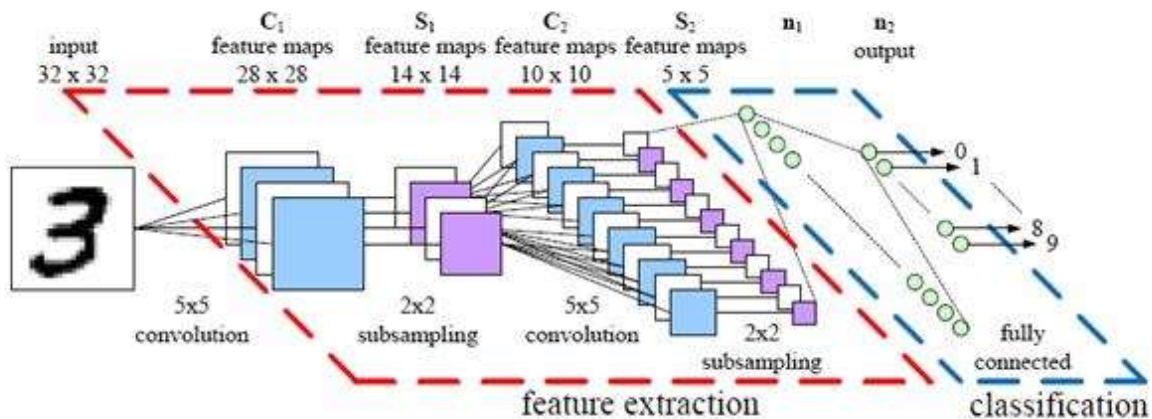 C1 S1 C2 S2 n1 n2
feature maps feature maps feature maps feature maps output
input
32 x 32 28 x 28 14 x 14 10 x 10 5 x 5
3
0
1
8
9
5x5
convolution
2x2
subsampling
5x5
convolution
2x2
subsampling
fully
connected
feature extraction
classification